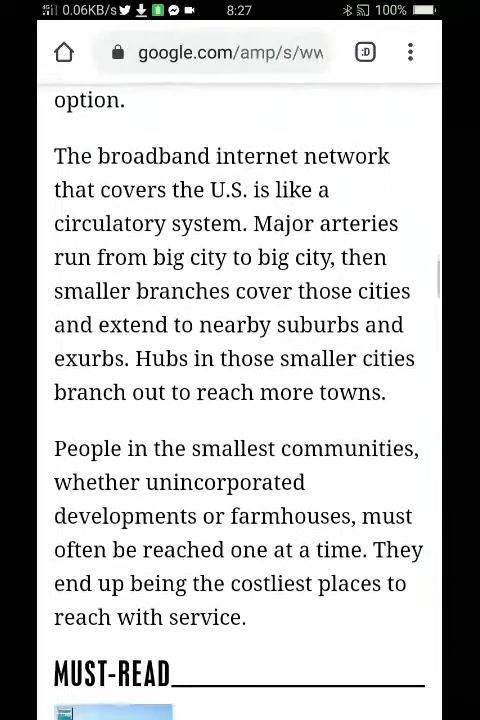 0.06KB/s 8:27 100%
google.com/amp/s/ww
:D
option.
The broadband internet network
that covers the U.S. is like a
circulatory system. Major arteries
run from big city to big city, then
smaller branches cover those cities
and extend to nearby suburbs and
exurbs. Hubs in those smaller cities
branch out to reach more towns.
People in the smallest communities,
whether unincorporated
developments or farmhouses, must
often be reached one at a time. They
end up being the costliest places to
reach with service.
MUST-READ